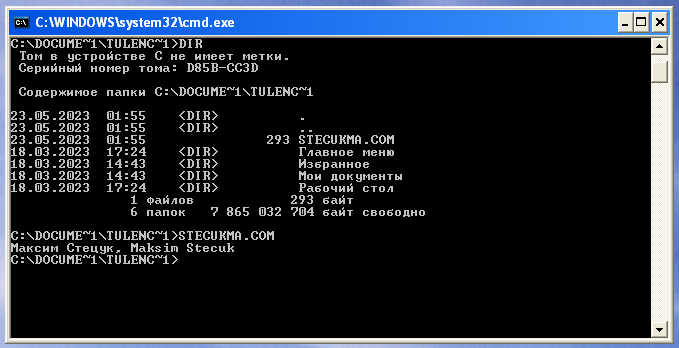 C:\WINDOWS\system32\cmd.exe
C:\DOCUME~1\TULENC~1>DIR
Том в устройстве C не имеет метки.
Серийный номер тома: D85B-CC3D
Содержимое папки C:\DOCUME~1\TULENC~1
23.05.2023 01:55 <DIR> .
23.05.2023 01:55 <DIR> ..
23.05.2023 01:55 293 STECUKMA.COM
18.03.2023 17:24 <DIR> Главное меню
18.03.2023 14:43 <DIR> Избранное
18.03.2023 14:43 <DIR> Мои документы
18.03.2023 17:24 <DIR> Рабочий стол
1 файлов 293 байт
6 папок 7 865 032 704 байт свободно
C:\DOCUME~1\TULENC~1>STECUKMA.COM
Максим Стецук, Maksim Stecuk
C:\DOCUME~1\TULENC~1>